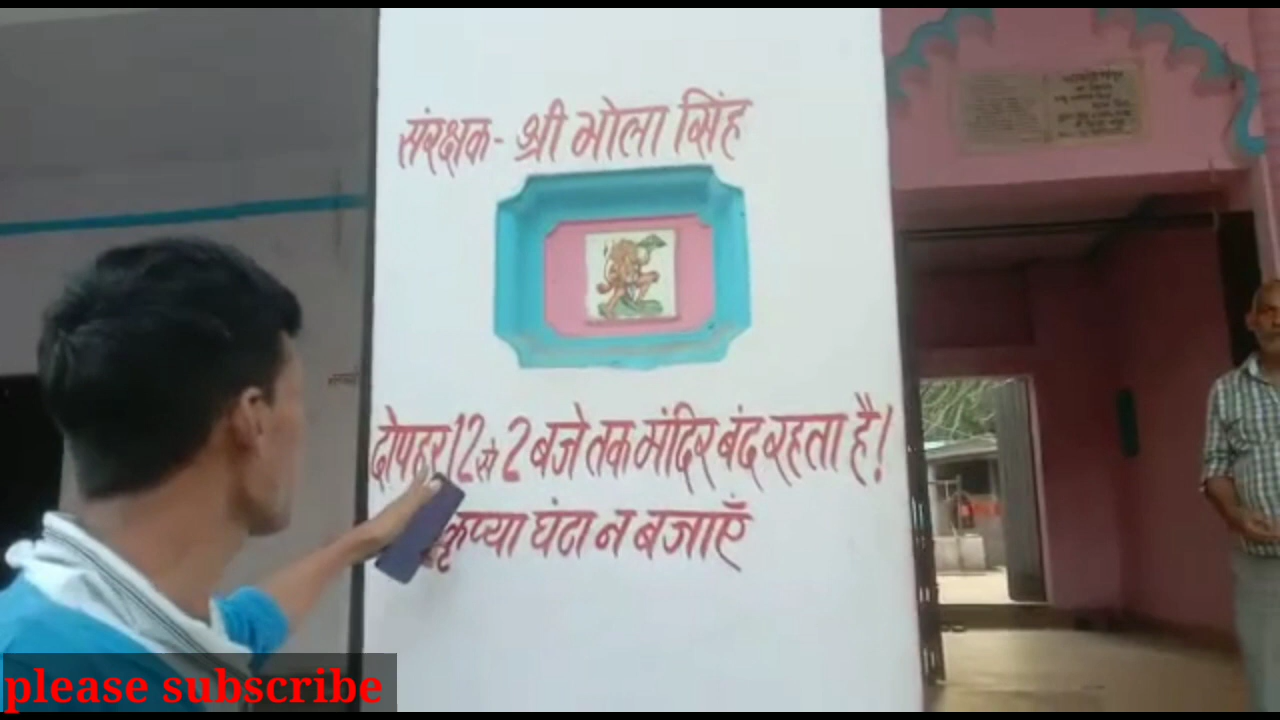 संरक्षक - श्री भोला सिंह
दोपहर 12 से 2 बजे तक मंदिर बंद रहता है!
कृप्या घंटा न बजाएँ
please subscribe